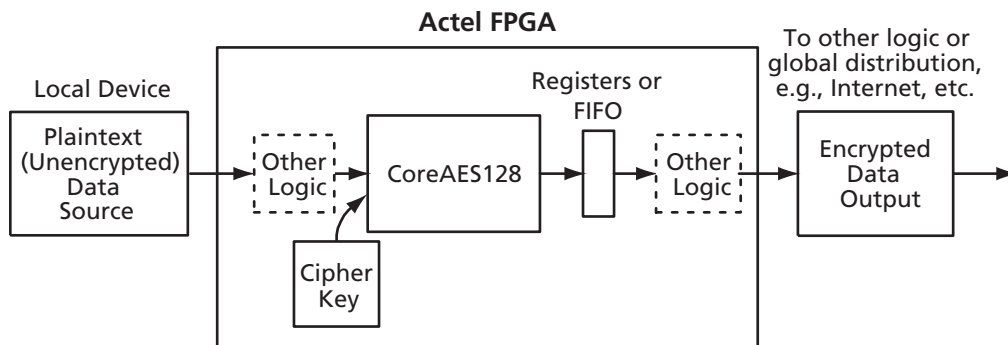 Actel FPGA
To other logic or
global distribution,
e.g., Internet, etc.
Local Device
Registers or
FIFO
Plaintext
(Unencrypted)
Data
Source
Other
Logic
CoreAES128
Other
Logic
Encrypted
Data
Output
Cipher
Key